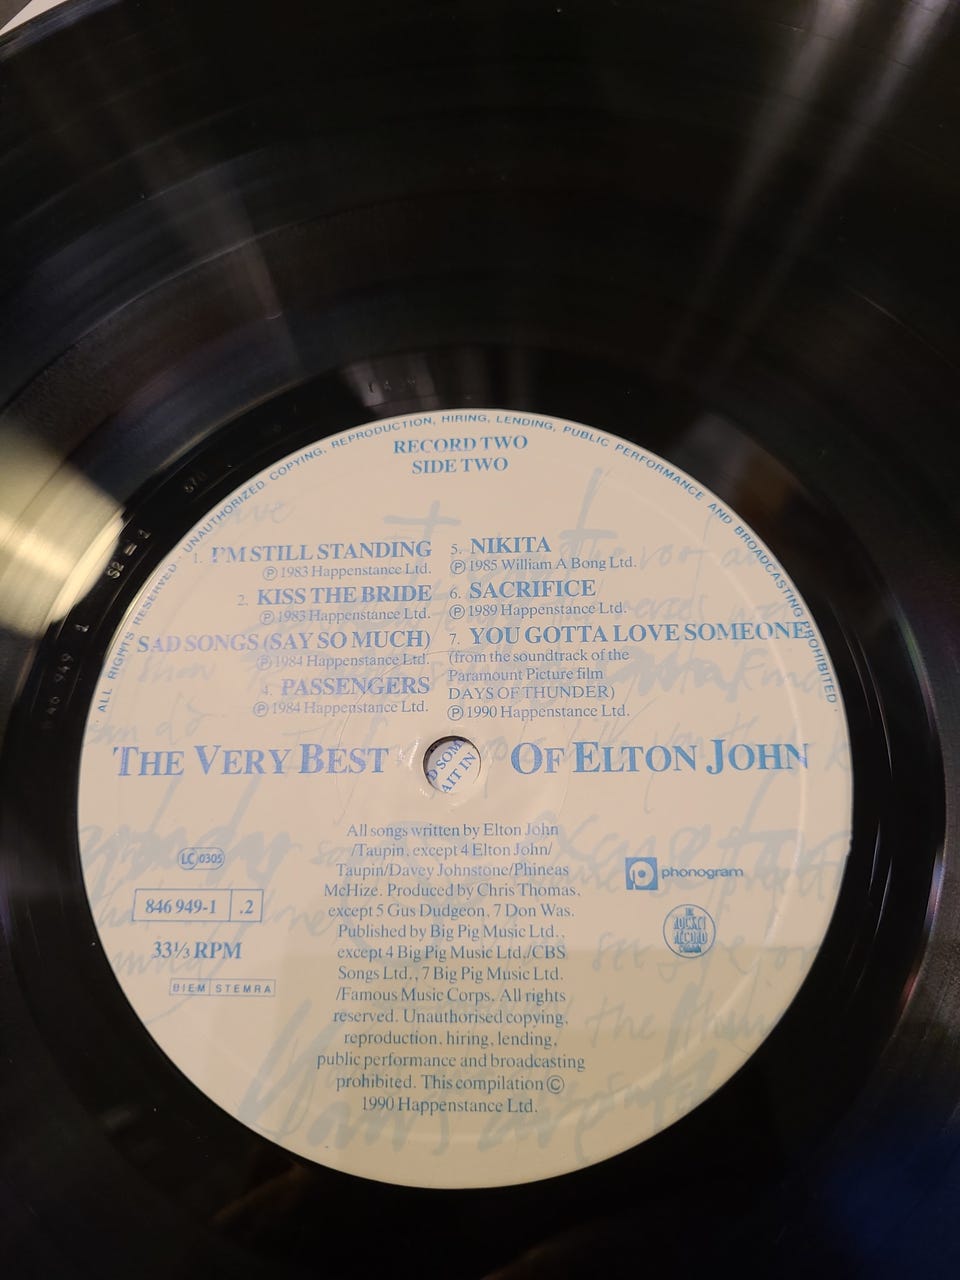 ALL RIGHTS RESERVED · UNAUTHORIZED COPYING, REPRODUCTION, HIRING, LENDING, PUBLIC PERFORMANCE AND BROADCASTING PROHIBITED ·
RECORD TWO
SIDE TWO
1. I'M STILL STANDING
Ⓟ 1983 Happenstance Ltd.
2. KISS THE BRIDE
Ⓟ 1983 Happenstance Ltd.
SAD SONGS (SAY SO MUCH)
Ⓟ 1984 Happenstance Ltd.
4. PASSENGERS
Ⓟ 1984 Happenstance Ltd.
5. NIKITA
Ⓟ 1985 William A Bong Ltd.
6. SACRIFICE
Ⓟ 1989 Happenstance Ltd.
7. YOU GOTTA LOVE SOMEONE
(from the soundtrack of the
Paramount Picture film
DAYS OF THUNDER)
Ⓟ 1990 Happenstance Ltd.
THE VERY BEST OF ELTON JOHN
SOM
AIT IN
All songs written by Elton John
/Taupin, except 4 Elton John/
Taupin/Davey Johnstone/Phineas
McHize. Produced by Chris Thomas,
except 5 Gus Dudgeon, 7 Don Was.
Published by Big Pig Music Ltd.,
except 4 Big Pig Music Ltd./CBS
Songs Ltd., 7 Big Pig Music Ltd.
/Famous Music Corps. All rights
reserved. Unauthorised copying,
reproduction, hiring, lending,
public performance and broadcasting
prohibited. This compilation ©
1990 Happenstance Ltd.
LC 0305
846 949-1 .2
33⅓ RPM
BIEM STEMRA
phonogram
THE ROCKET RECORD